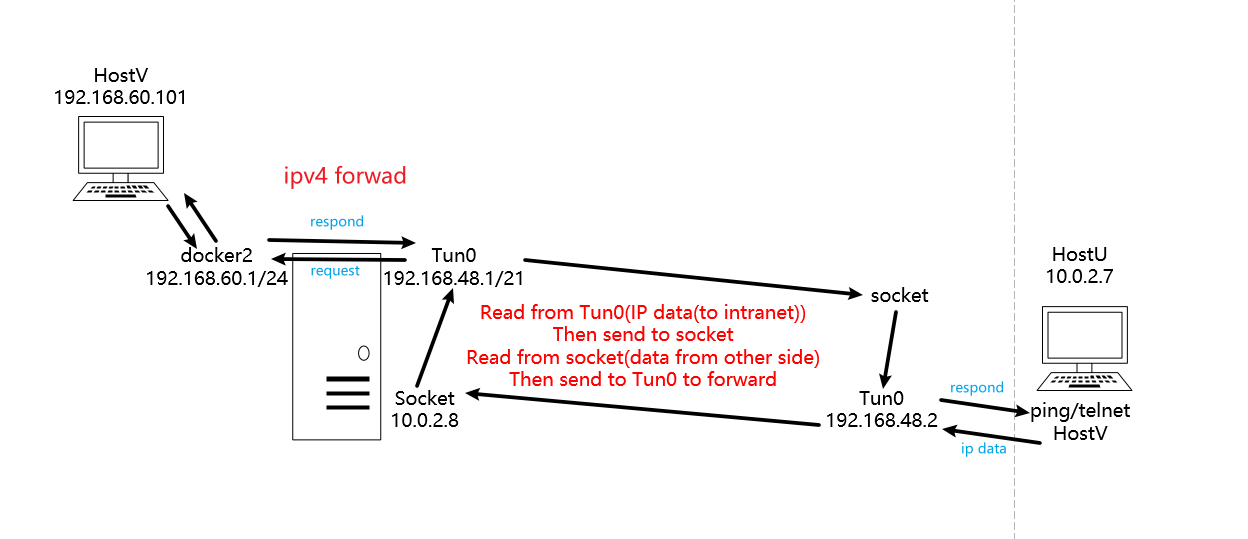 HostV
192.168.60.101
ipv4 forwad
respond
docker2
192.168.60.1/24
request
Tun0
192.168.48.1/21
Read from Tun0(IP data(to intranet))
Then send to socket
Read from socket(data from other side)
Then send to Tun0 to forward
Socket
10.0.2.8
socket
Tun0
192.168.48.2
HostU
10.0.2.7
respond
ping/telnet
HostV
ip data